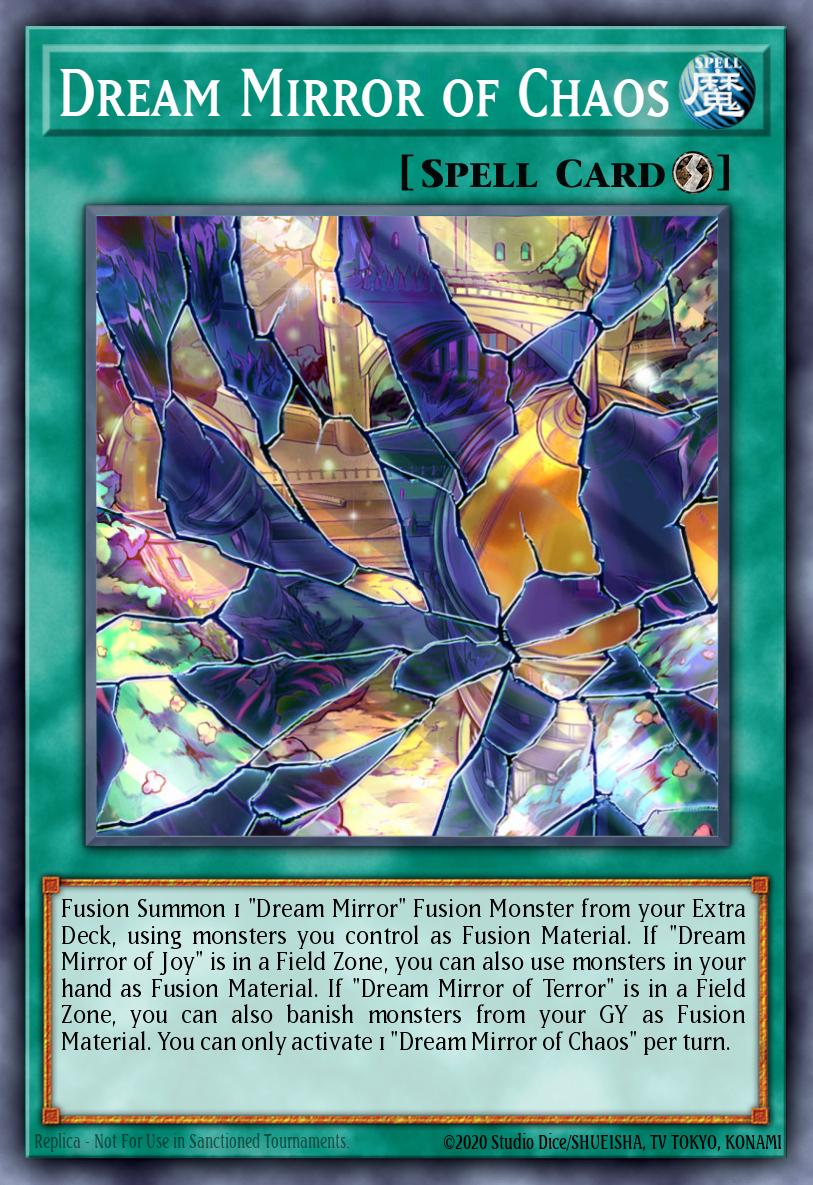 DREAM MIRROR OF CHAOS
SPELL
魔
[SPELL CARD]
Fusion Summon 1 "Dream Mirror" Fusion Monster from your Extra
Deck, using monsters you control as Fusion Material. If "Dream
Mirror of Joy" is in a Field Zone, you can also use monsters in your
hand as Fusion Material. If "Dream Mirror of Terror" is in a Field
Zone, you can also banish monsters from your GY as Fusion
Material. You can only activate 1 "Dream Mirror of Chaos" per turn.
Replica - Not For Use in Sanctioned Tournaments.
©2020 Studio Dice/SHUEISHA, TV TOKYO, KONAMI